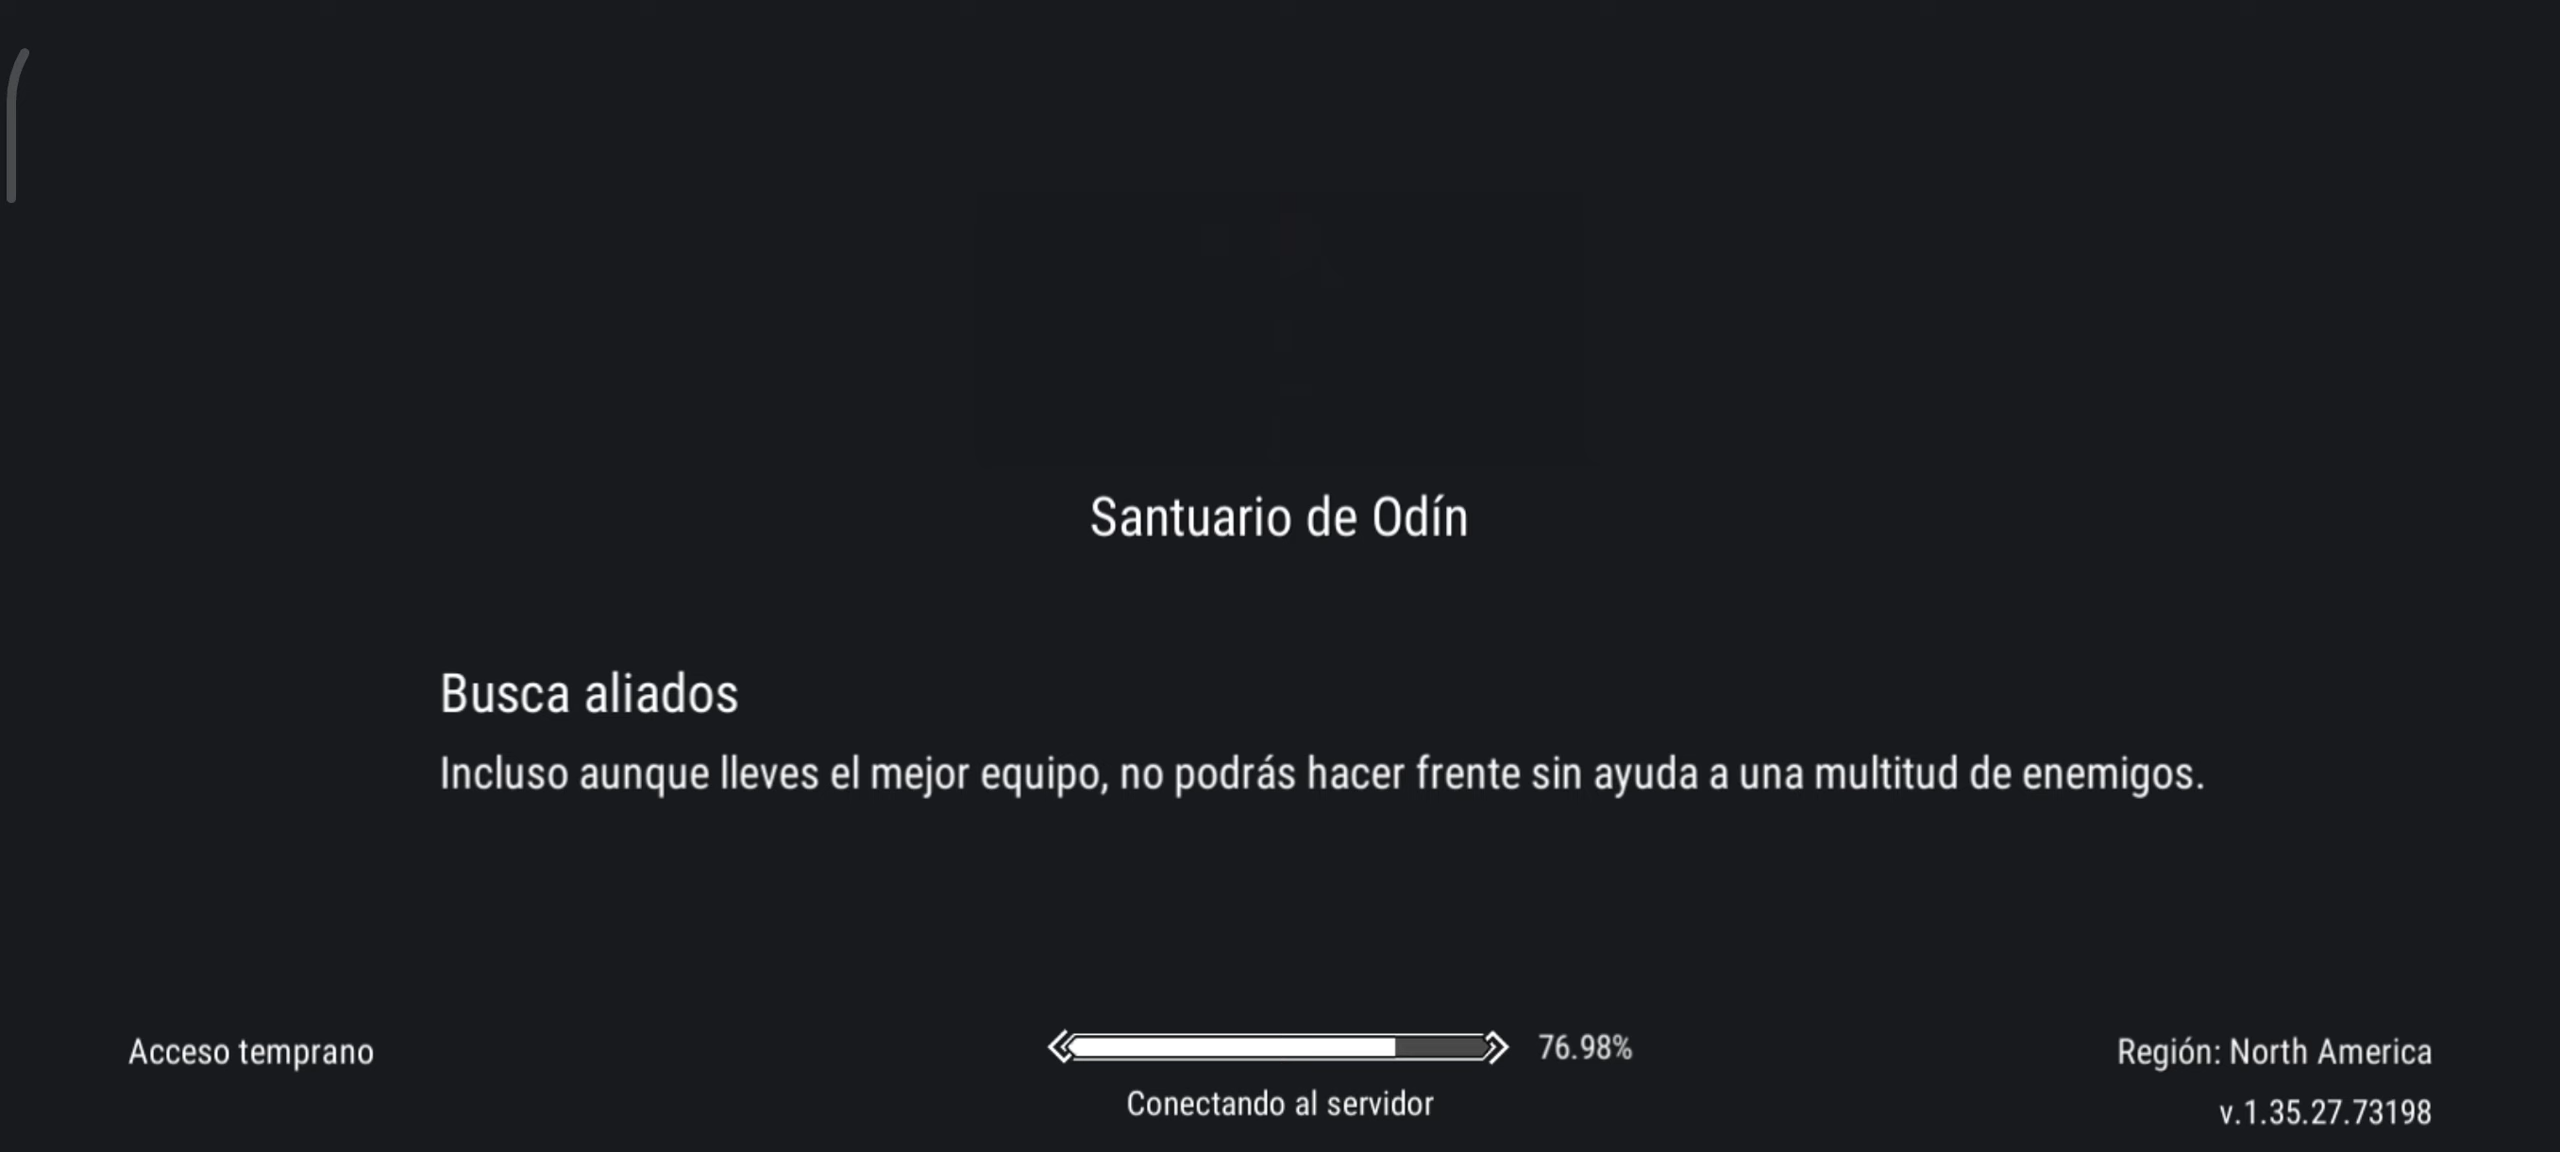 Santuario de Odín
Busca aliados
Incluso aunque lleves el mejor equipo, no podrás hacer frente sin ayuda a una multitud de enemigos.
Acceso temprano
76.98%
Región: North America
Conectando al servidor
v.1.35.27.73198